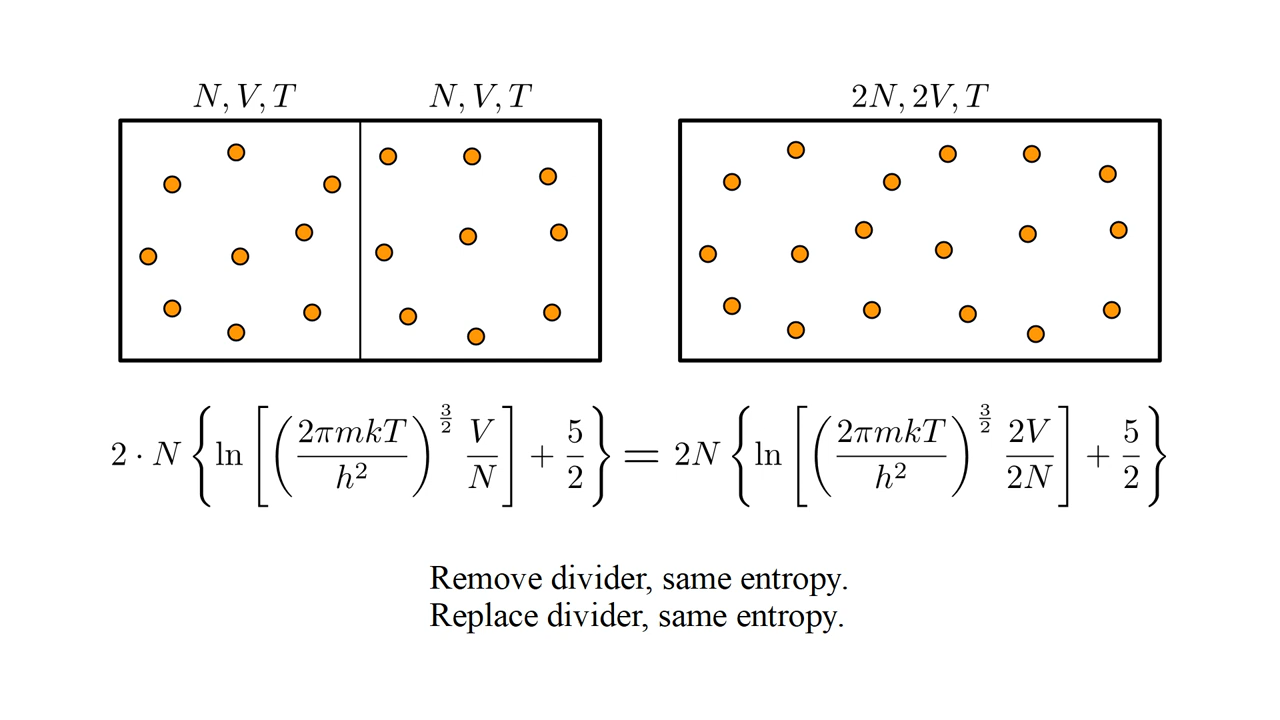 N, V, T N, V, T 2N, 2V, T
2 · N { ln [ ( 2πmkT / h² )^{3/2} V / N ] + 5/2 } = 2N { ln [ ( 2πmkT / h² )^{3/2} 2V / 2N ] + 5/2 }
Remove divider, same entropy.
Replace divider, same entropy.